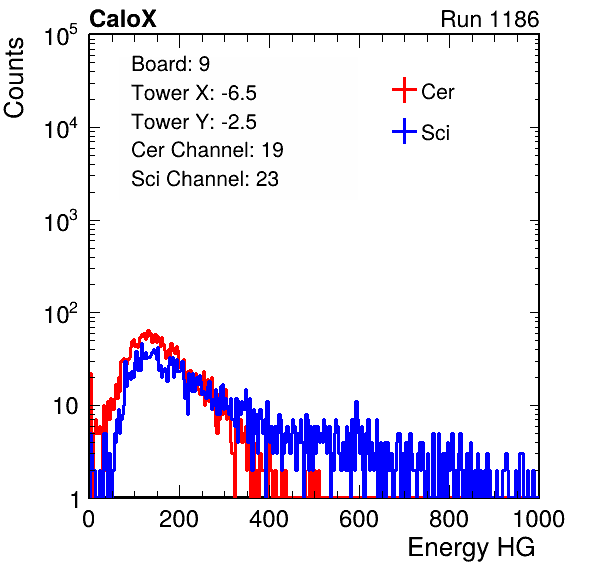 CaloX Run 1186
Counts
Board: 9
Tower X: -6.5
Tower Y: -2.5
Cer Channel: 19
Sci Channel: 23
Cer
Sci
10^5
10^4
10^3
10^2
10
1
0 200 400 600 800 1000
Energy HG